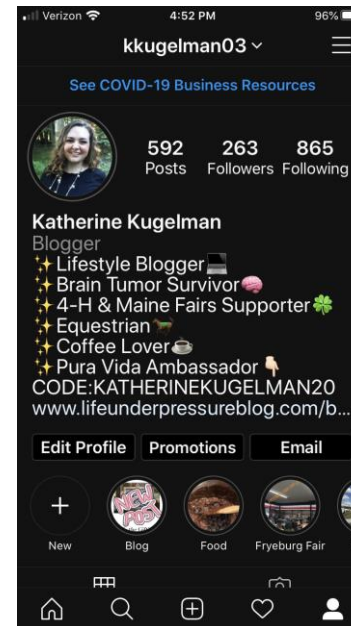 Verizon 4:52 PM 96%
kkugelman03
See COVID-19 Business Resources
592 263 865
Posts Followers Following
Katherine Kugelman
Blogger
✨Lifestyle Blogger💻
✨Brain Tumor Survivor🧠
✨4-H & Maine Fairs Supporter🍀
✨Equestrian🐎
✨Coffee Lover☕
✨Pura Vida Ambassador👇🏻
CODE:KATHERINEKUGELMAN20
www.lifeunderpressureblog.com/b...
Edit Profile Promotions Email
NEW POST
New Blog Food Fryeburg Fair